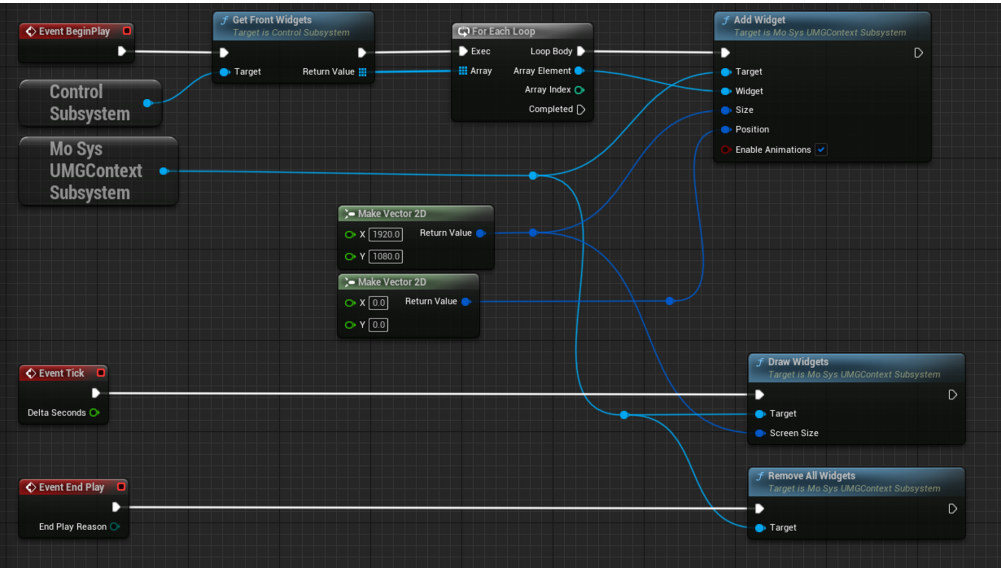 Event BeginPlay
Get Front Widgets
Target is Control Subsystem
Target
Return Value
For Each Loop
Exec
Loop Body
Array
Array Element
Array Index
Completed
Add Widget
Target is Mo Sys UMGContext Subsystem
Target
Widget
Size
Position
Enable Animations
Control
Subsystem
Mo Sys
UMGContext
Subsystem
Make Vector 2D
X 1920.0
Return Value
Y 1080.0
Make Vector 2D
X 0.0
Return Value
Y 0.0
Event Tick
Delta Seconds
Draw Widgets
Target is Mo Sys UMGContext Subsystem
Target
Screen Size
Event End Play
End Play Reason
Remove All Widgets
Target is Mo Sys UMGContext Subsystem
Target